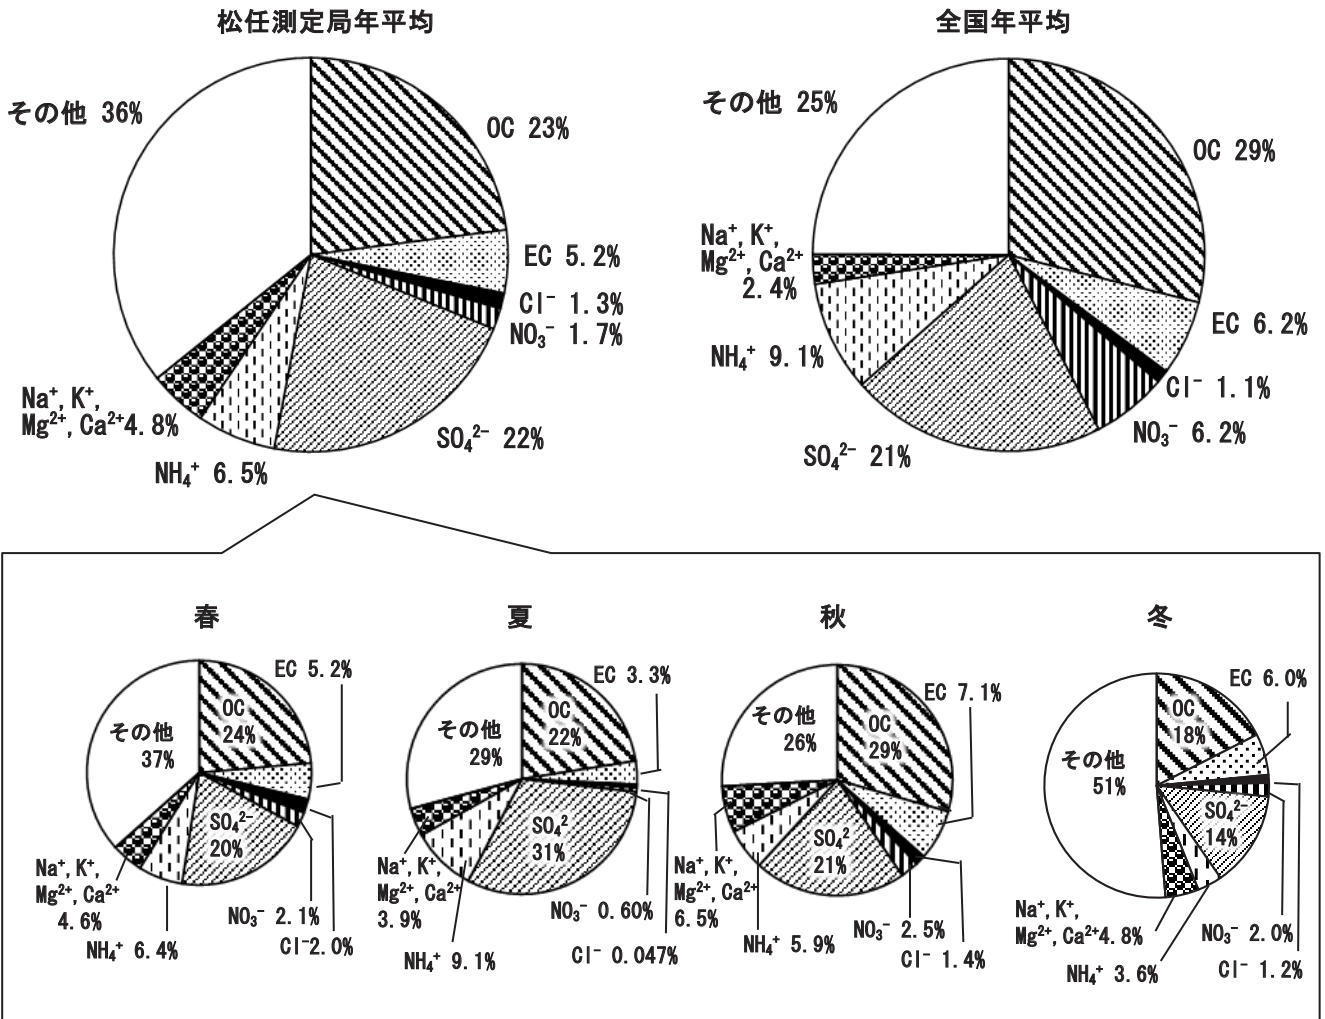 松任測定局年平均
その他 36%
OC 23%
EC 5.2%
Cl⁻ 1.3%
NO₃⁻ 1.7%
SO₄²⁻ 22%
NH₄⁺ 6.5%
Na⁺, K⁺,
Mg²⁺, Ca²⁺4.8%
全国年平均
その他 25%
OC 29%
EC 6.2%
Cl⁻ 1.1%
NO₃⁻ 6.2%
SO₄²⁻ 21%
NH₄⁺ 9.1%
Na⁺, K⁺,
Mg²⁺, Ca²⁺
2.4%
春
その他
37%
OC
24%
EC 5.2%
SO₄²⁻
20%
Na⁺, K⁺,
Mg²⁺, Ca²⁺
4.6%
NH₄⁺ 6.4%
NO₃⁻ 2.1%
Cl⁻2.0%
夏
その他
29%
OC
22%
EC 3.3%
SO₄²
31%
Na⁺, K⁺,
Mg²⁺, Ca²⁺
3.9%
NH₄⁺ 9.1%
NO₃⁻ 0.60%
Cl⁻ 0.047%
秋
その他
26%
OC
29%
EC 7.1%
SO₄²
21%
Na⁺, K⁺,
Mg²⁺, Ca²⁺
6.5%
NH₄⁺ 5.9%
NO₃⁻ 2.5%
Cl⁻ 1.4%
冬
その他
51%
OC
18%
EC 6.0%
SO₄²⁻
14%
Na⁺, K⁺,
Mg²⁺, Ca²⁺4.8%
NH₄⁺ 3.6%
NO₃⁻ 2.0%
Cl⁻ 1.2%